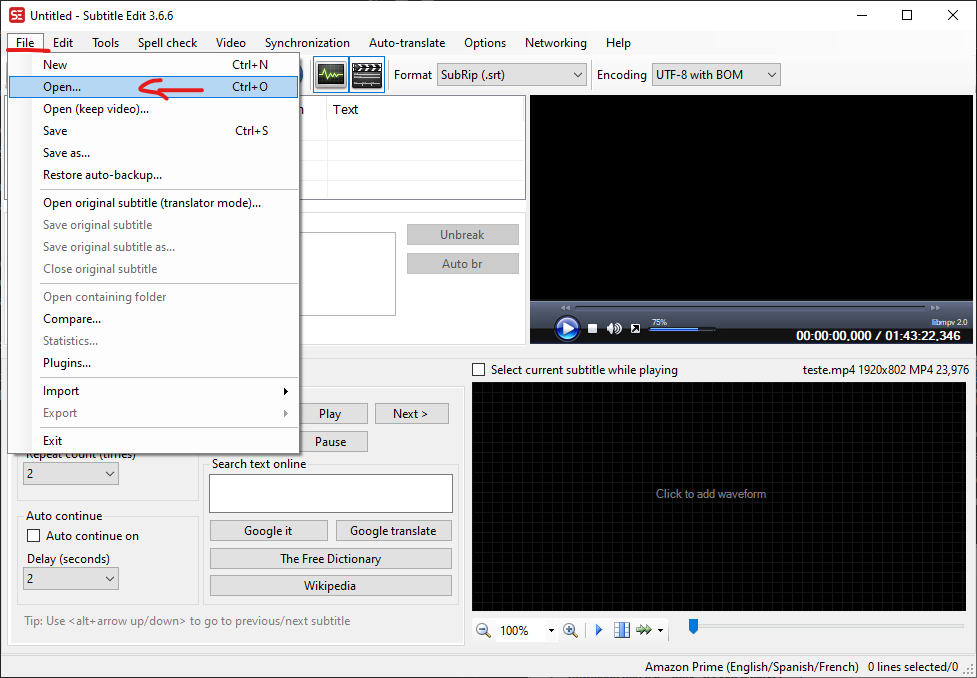 Untitled - Subtitle Edit 3.6.6
File Edit Tools Spell check Video Synchronization Auto-translate Options Networking Help
New Ctrl+N
Open... Ctrl+O
Open (keep video)...
Save Ctrl+S
Save as...
Restore auto-backup...
Open original subtitle (translator mode)...
Save original subtitle
Save original subtitle as...
Close original subtitle
Open containing folder
Compare...
Statistics...
Plugins...
Import
Export
Exit
Format SubRip (.srt) Encoding UTF-8 with BOM
Text
Unbreak
Auto br
75%
libmpv 2.0
00:00:00,000 / 01:43:22,346
Select current subtitle while playing teste.mp4 1920x802 MP4 23,976
Play Next >
Pause
Repeat count (times)
2
Auto continue
Auto continue on
Delay (seconds)
2
Search text online
Google it Google translate
The Free Dictionary
Wikipedia
Tip: Use <alt+arrow up/down> to go to previous/next subtitle
Click to add waveform
100%
Amazon Prime (English/Spanish/French) 0 lines selected/0